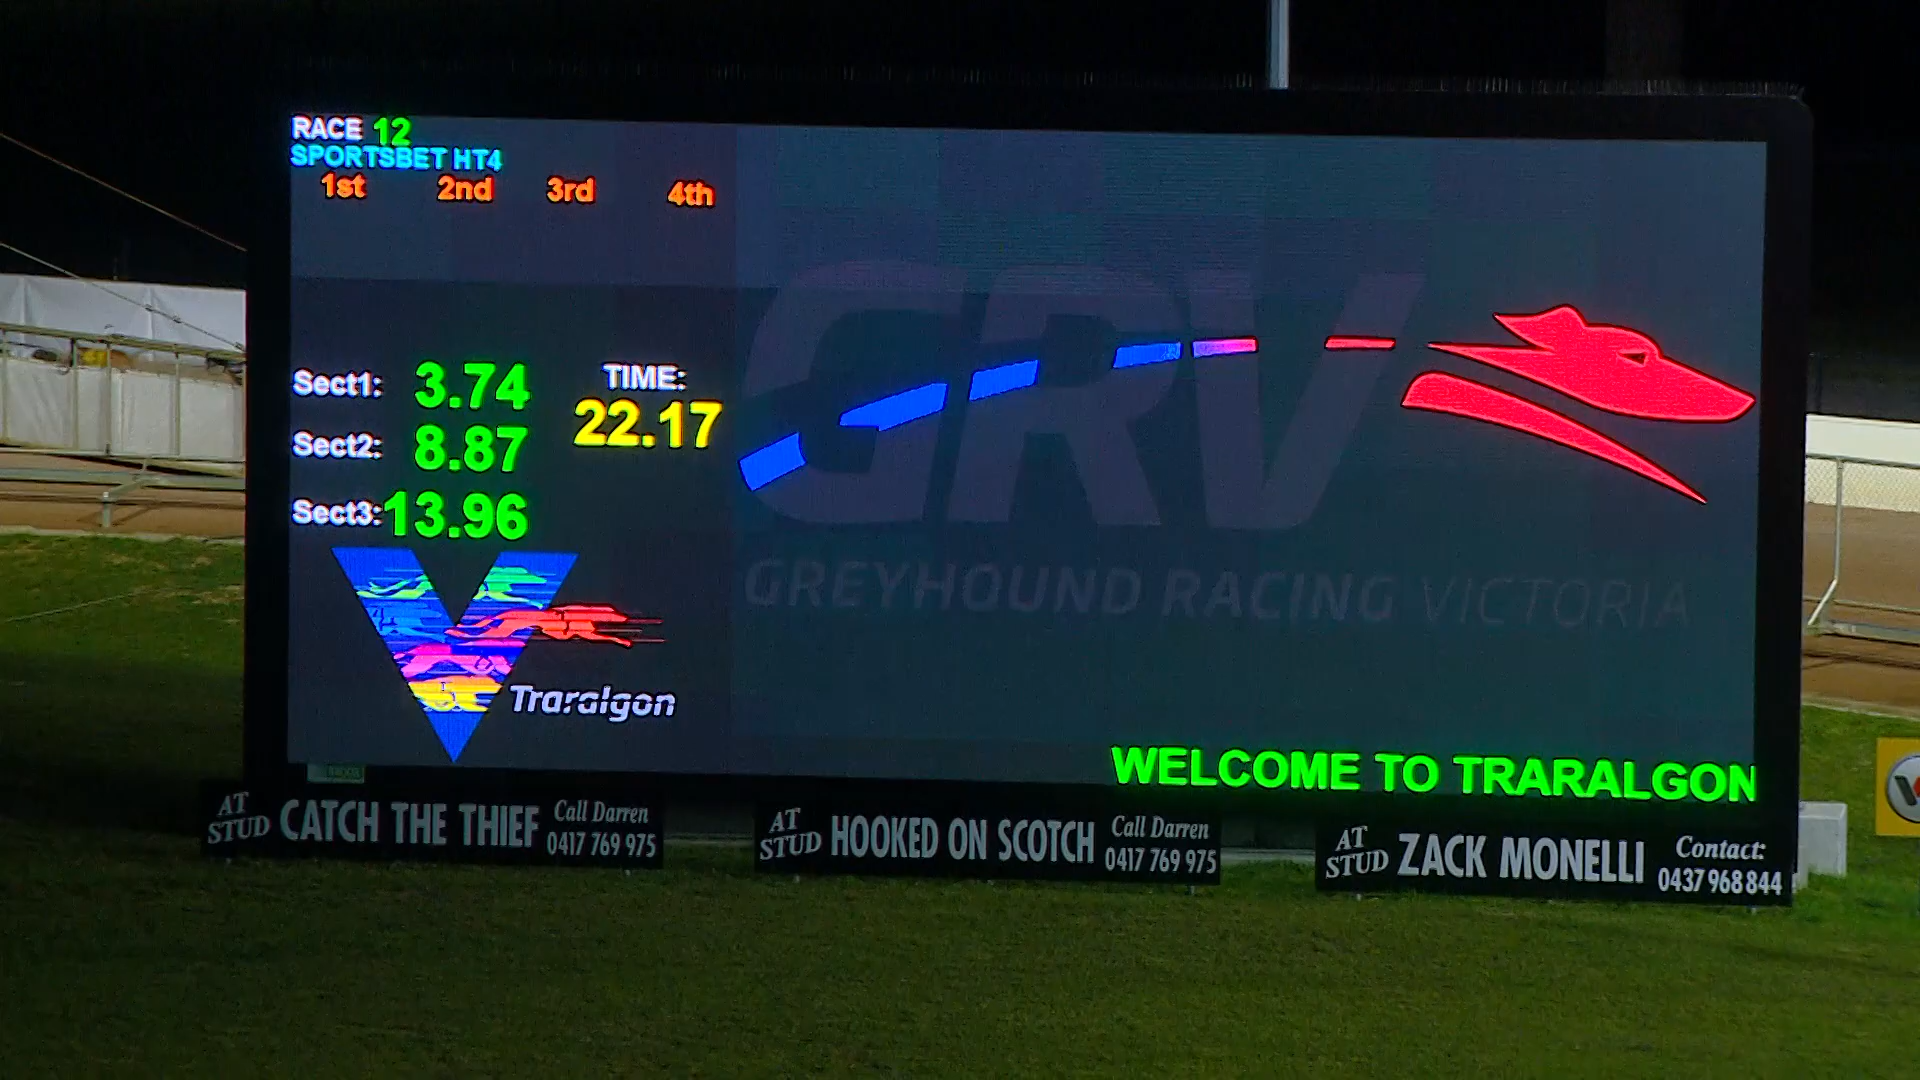 RACE 12
SPORTSBET HT4
1st 2nd 3rd 4th
Sect1: 3.74
TIME:
22.17
Sect2: 8.87
Sect3: 13.96
GRV
GREYHOUND RACING VICTORIA
Traralgon
WELCOME TO TRARALGON
AT STUD CATCH THE THIEF Call Darren 0417 769 975
AT STUD HOOKED ON SCOTCH Call Darren 0417 769 975
AT STUD ZACK MONELLI Contact: 0437 968 844